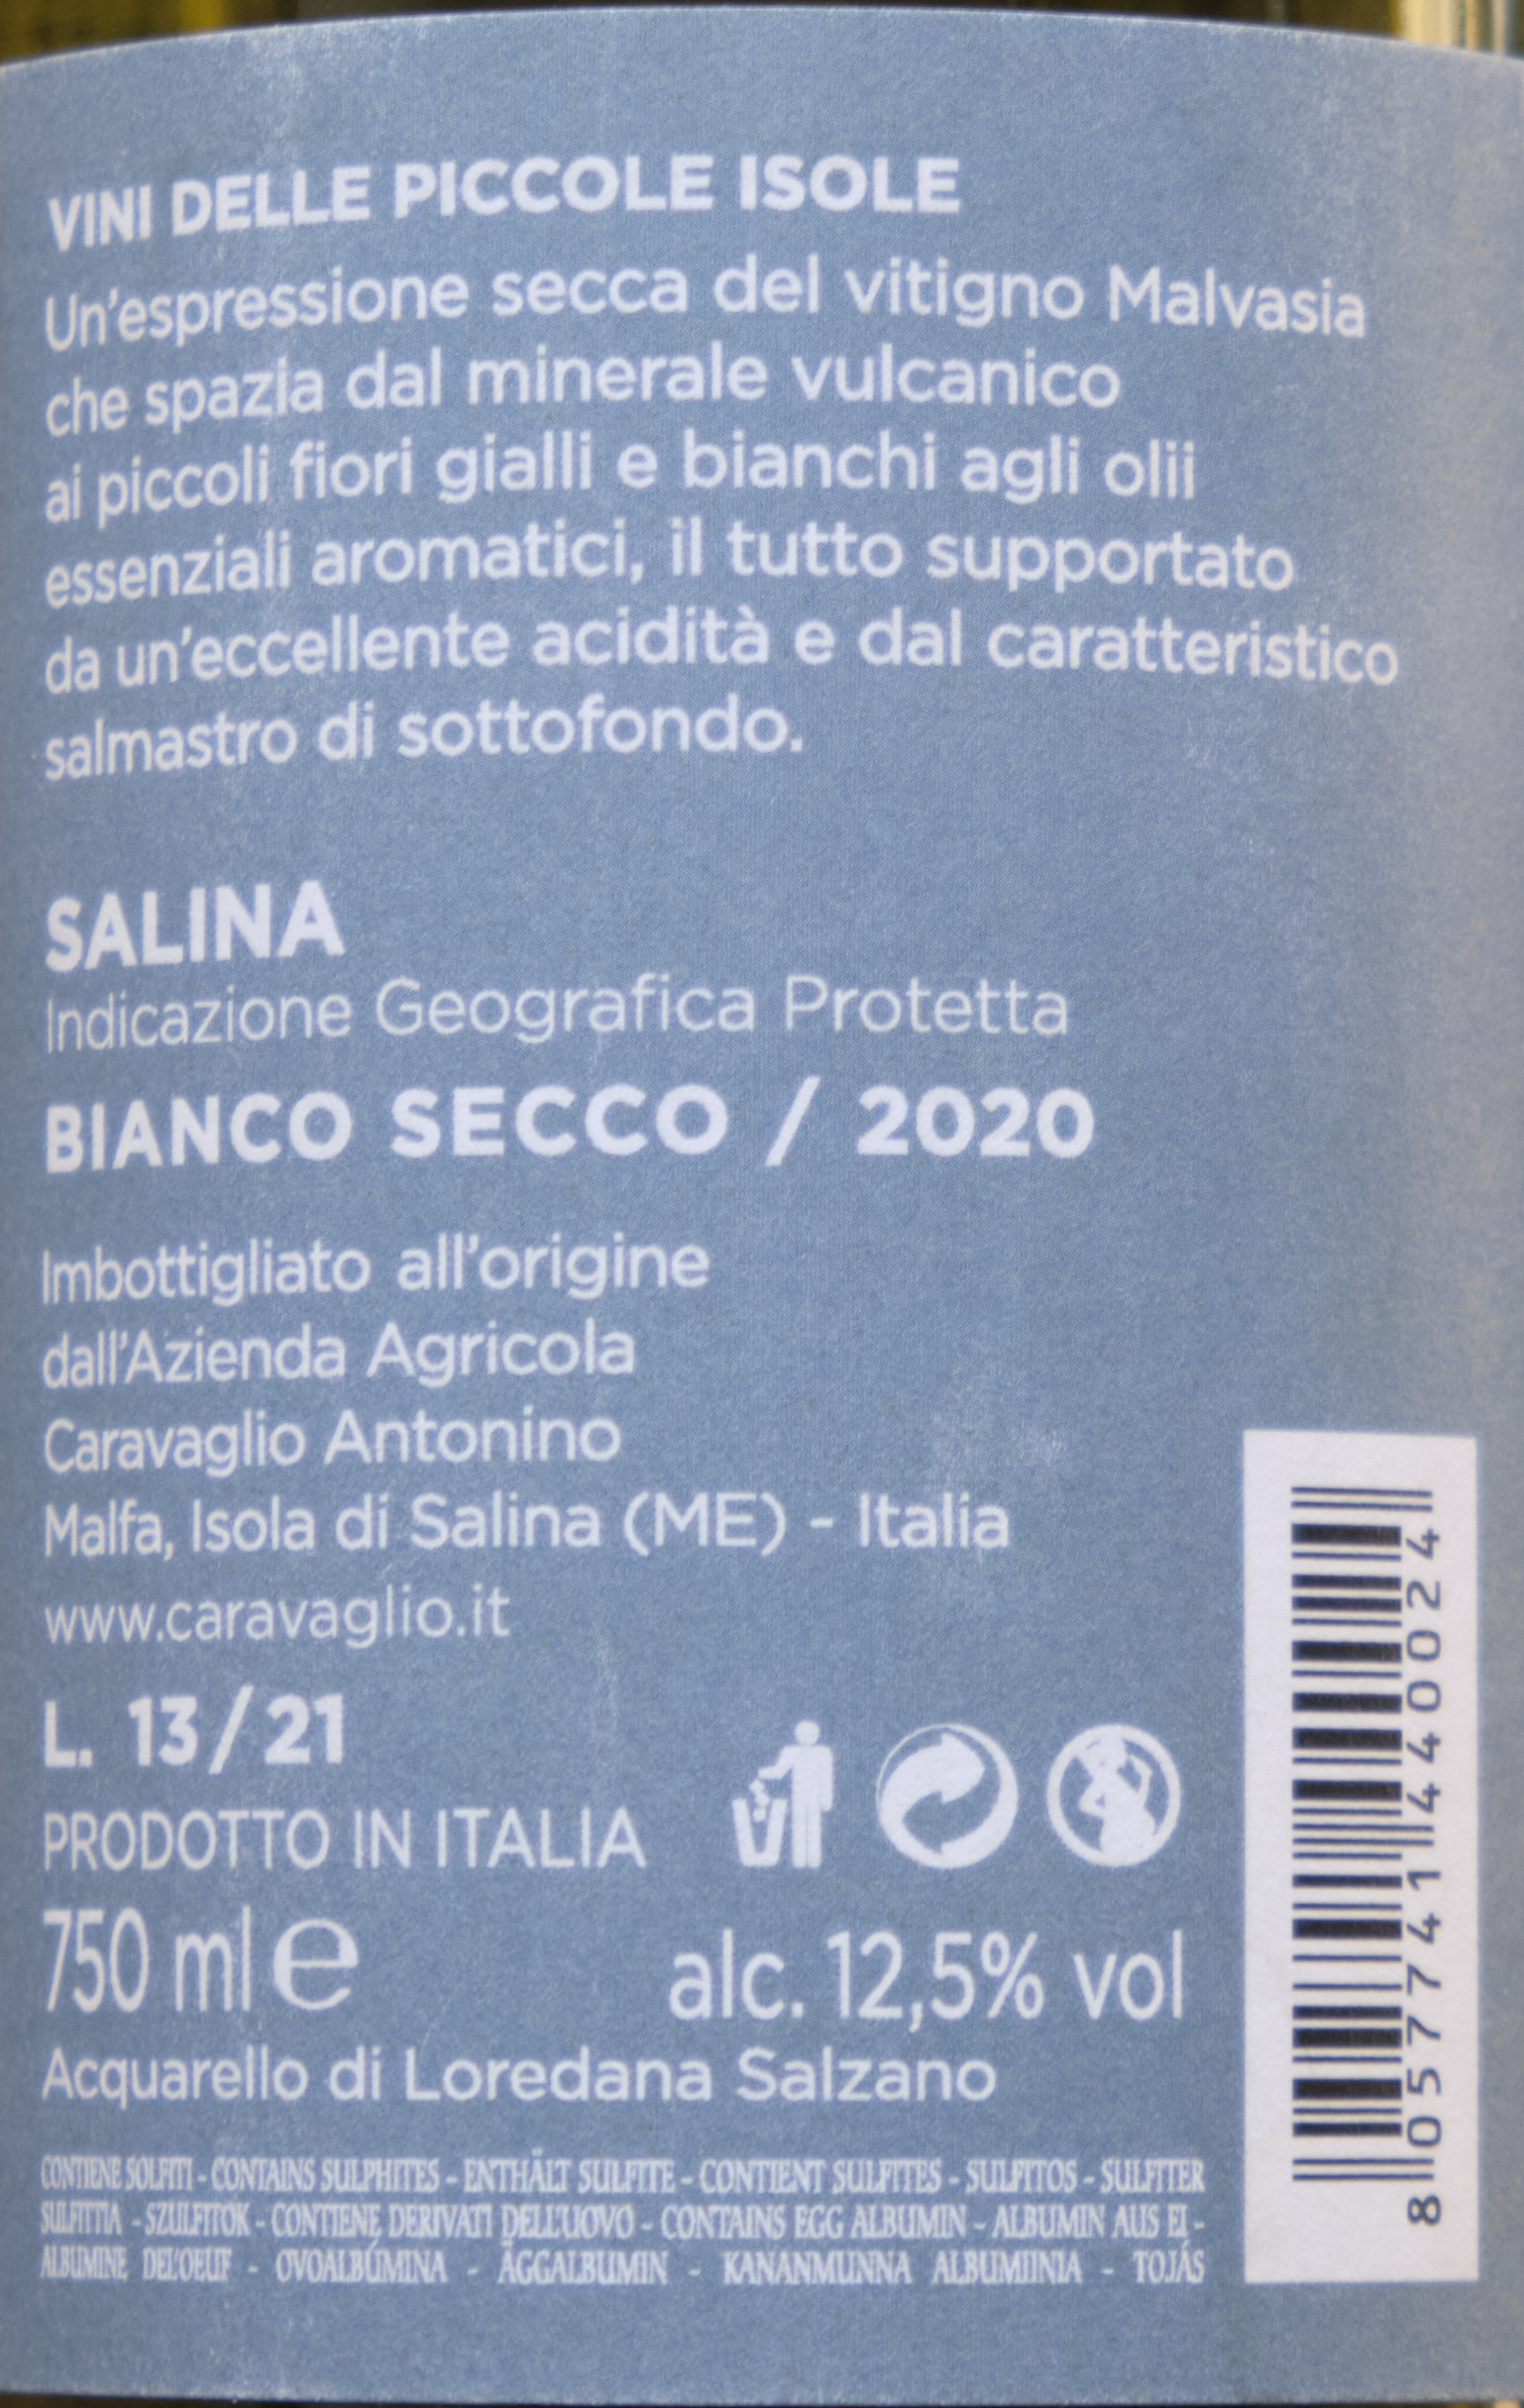 VINI DELLE PICCOLE ISOLE
Un'espressione secca del vitigno Malvasia
che spazia dal minerale vulcanico
ai piccoli fiori gialli e bianchi agli olii
essenziali aromatici, il tutto supportato
da un'eccellente acidità e dal caratteristico
salmastro di sottofondo.
SALINA
Indicazione Geografica Protetta
BIANCO SECCO / 2020
Imbottigliato all'origine
dall'Azienda Agricola
Caravaglio Antonino
Malfa, Isola di Salina (ME) - Italia
www.caravaglio.it
L. 13/21
PRODOTTO IN ITALIA
750 ml e
alc. 12,5% vol
Acquarello di Loredana Salzano
CONTIENE SOLFITI - CONTAINS SULPHITES - ENTHÄLT SULFITE - CONTIENT SULFITES - SULFITOS - SULFITER
SULFITTIA - SZULFITOK - CONTIENE DERIVATI DELL'UOVO - CONTAINS EGG ALBUMIN - ALBUMIN AUS EI -
ALBUMINE DEL'OEUF - OVOALBÚMINA - ÄGGALBUMIN - KANANMUNNA ALBUMIINIA - TOJÁS
8 057741 440024